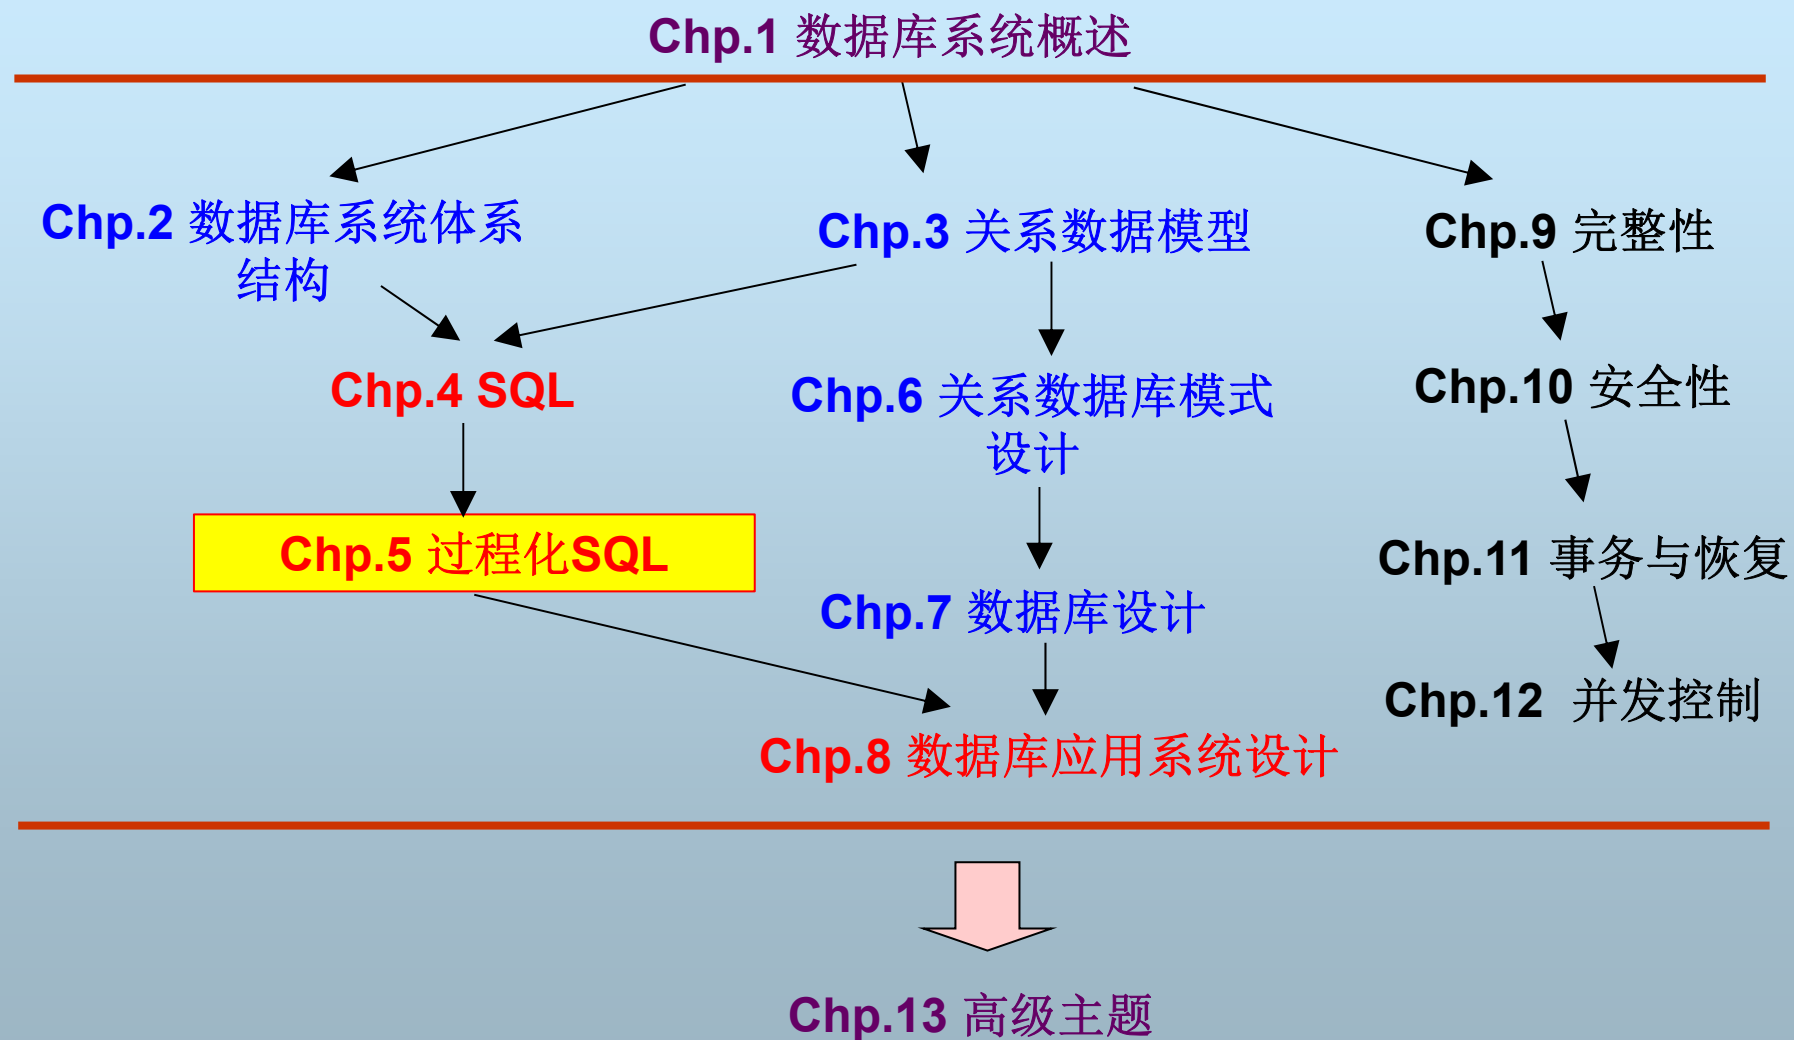 Chp.1 数据库系统概述
Chp.2 数据库系统体系
结构
Chp.3 关系数据模型
Chp.9 完整性
Chp.4 SQL
Chp.6 关系数据库模式
设计
Chp.10 安全性
Chp.5 过程化SQL
Chp.11 事务与恢复
Chp.7 数据库设计
Chp.12 并发控制
Chp.8 数据库应用系统设计
Chp.13 高级主题